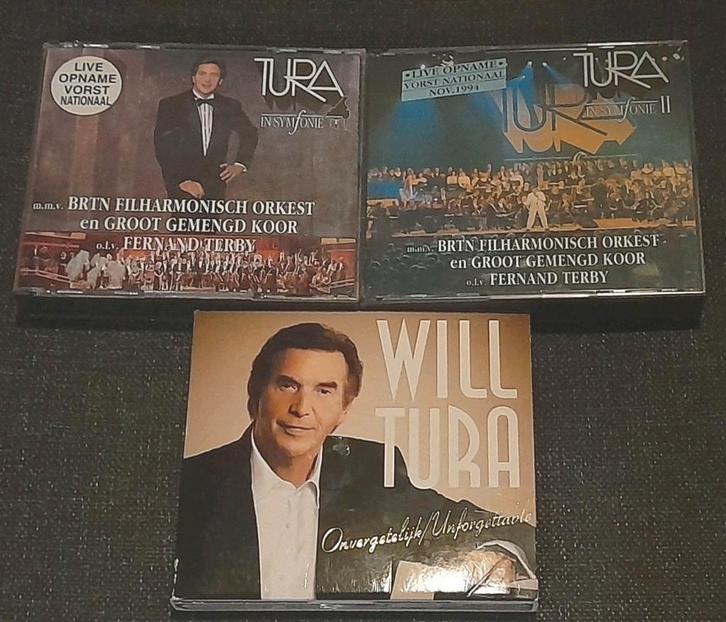 LIVE
OPNAME
VORST
NATIONAAL
TURA
IN SYMFONIE
m.m.v. BRTN FILHARMONISCH ORKEST
en GROOT GEMENGD KOOR
o.l.v. FERNAND TERBY
• LIVE OPNAME •
VORST NATIONAAL
NOV. 1994
TURA
IN SYMFONIE II
m.m.v. BRTN FILHARMONISCH ORKEST
en GROOT GEMENGD KOOR
o.l.v. FERNAND TERBY
WILL
TURA
Onvergetelijk/Unforgettable